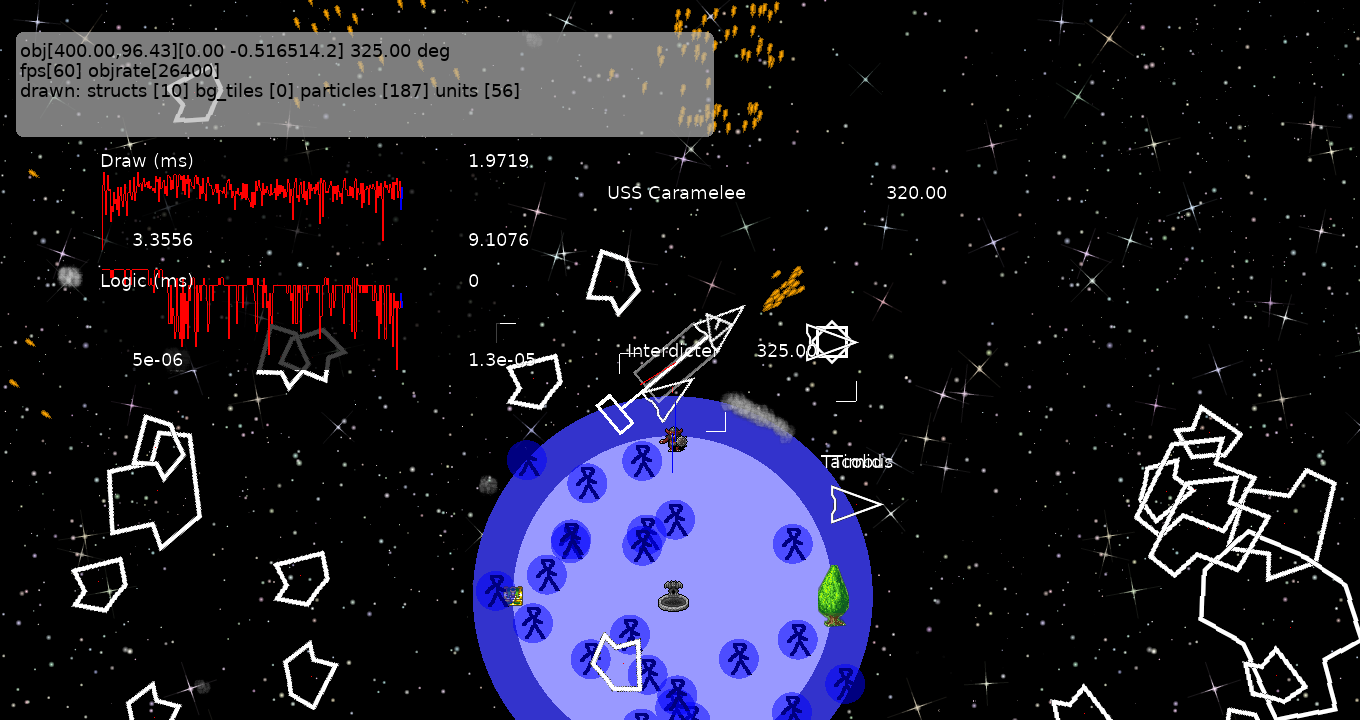 obj[400.00,96.43][0.00 -0.516514.2] 325.00 deg
fps[60] objrate[26400]
drawn: structs [10] bg_tiles [0] particles [187] units [56]
Draw (ms) 1.9719
USS Caramelee 320.00
3.3556 9.1076
Logic (ms) 0
Interdicter 325.00
5e-06 1.3e-05